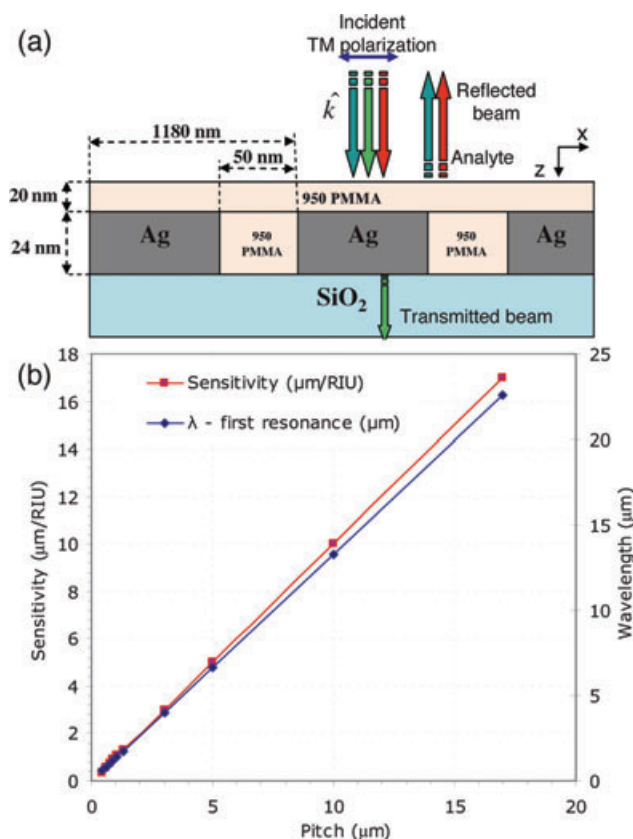 (a)
Incident
TM polarization
k̂
Reflected
beam
Analyte
x
z
1180 nm
50 nm
20 nm
950 PMMA
24 nm
Ag
950
PMMA
Ag
950
PMMA
Ag
SiO₂
Transmitted beam
(b)
Sensitivity (µm/RIU)
λ - first resonance (µm)
18
16
14
12
10
8
6
4
2
0
Sensitivity (µm/RIU)
25
20
15
10
5
0
Wavelength (µm)
0
5
10
15
20
Pitch (µm)